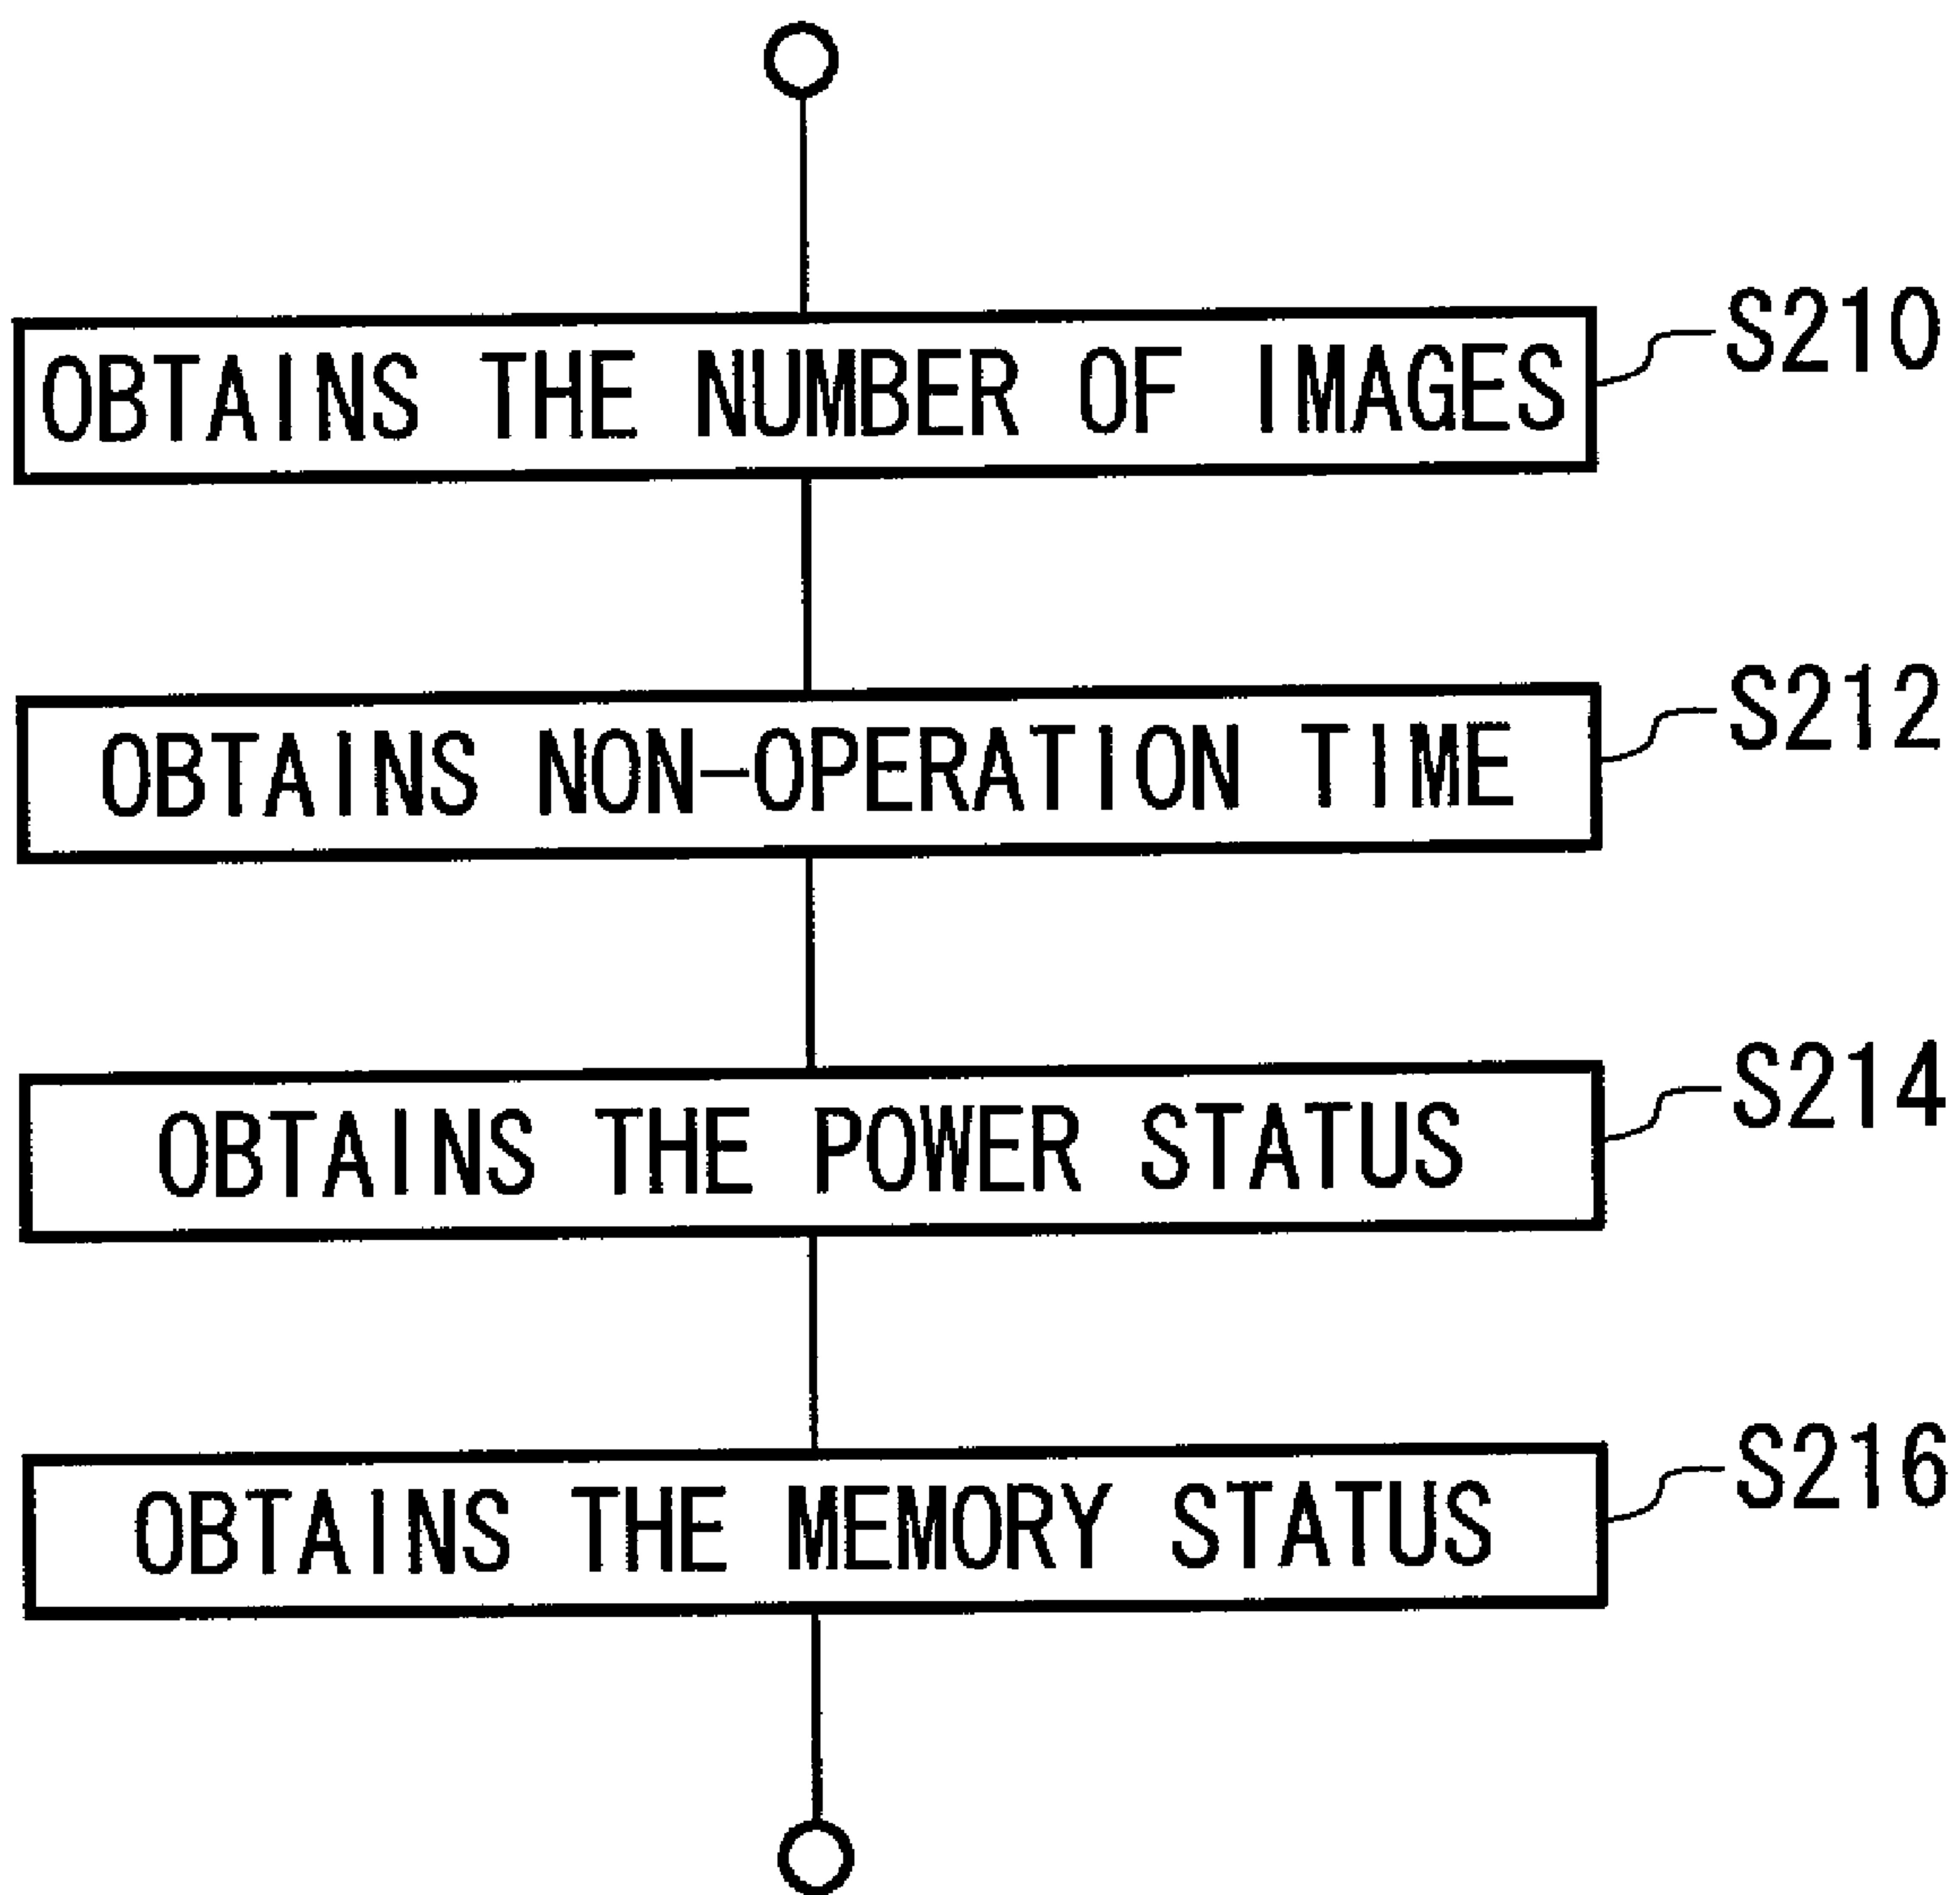 OBTAINS THE NUMBER OF IMAGES
S210
OBTAINS NON-OPERATION TIME
S212
OBTAINS THE POWER STATUS
S214
OBTAINS THE MEMORY STATUS
S216